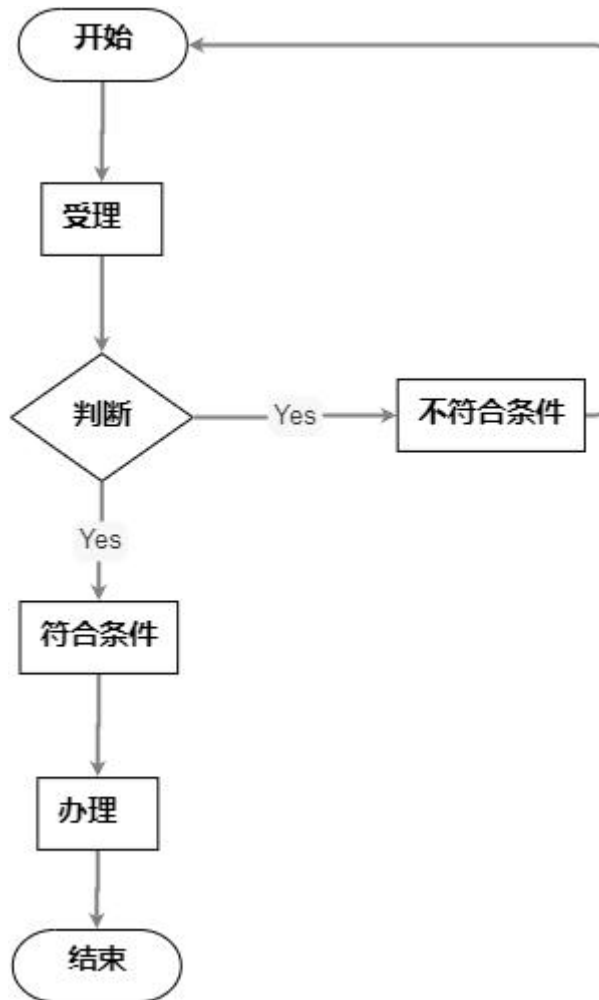 开始
受理
判断
Yes
不符合条件
Yes
符合条件
办理
结束